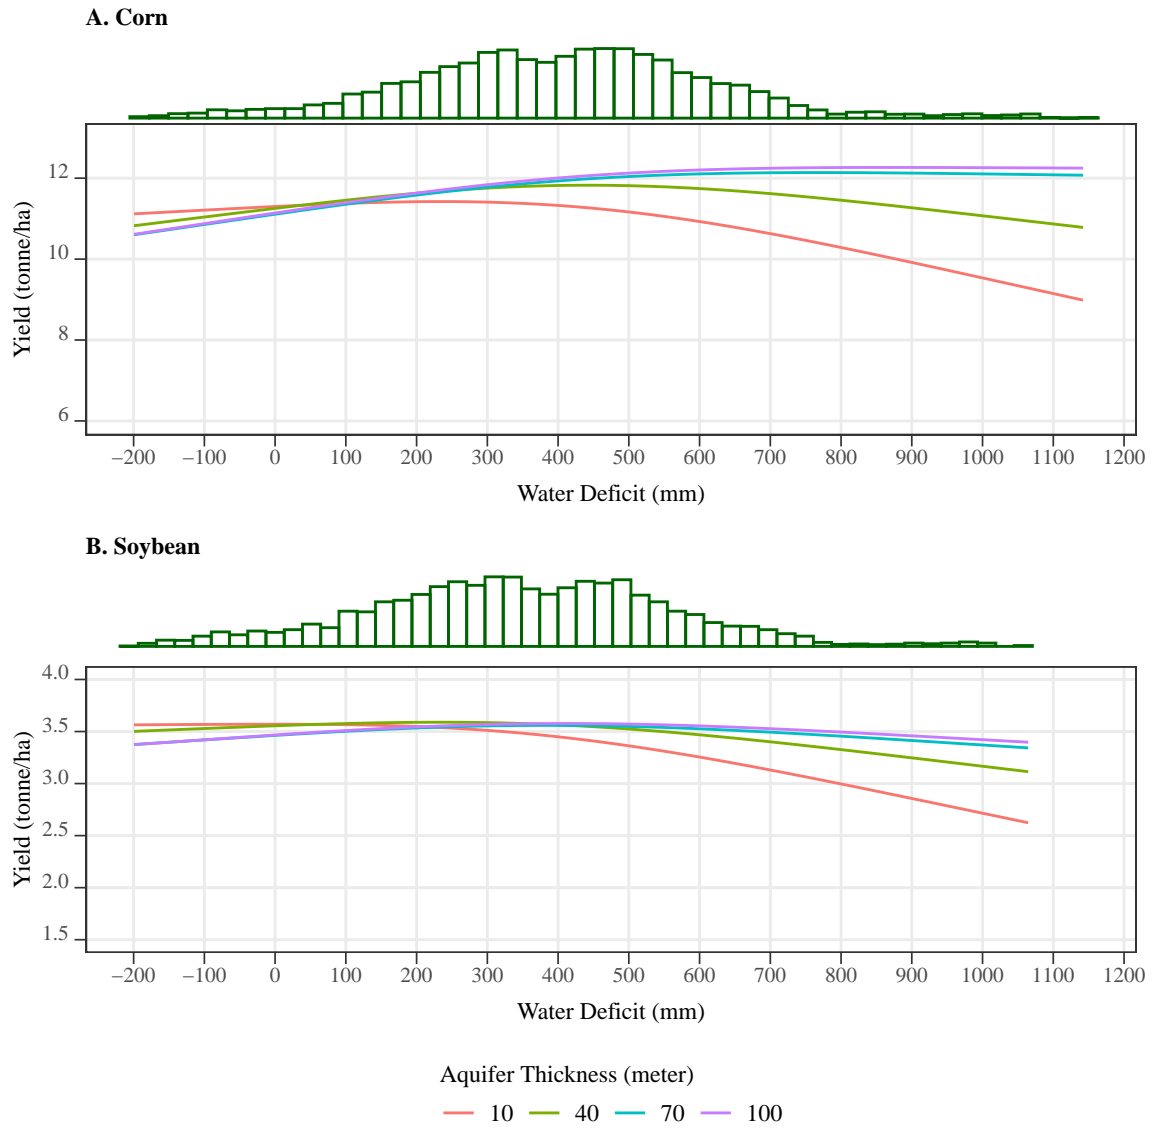 A. Corn
12
10
8
6
Yield (tonne/ha)
−200 −100 0 100 200 300 400 500 600 700 800 900 1000 1100 1200
Water Deficit (mm)
B. Soybean
4.0
3.5
3.0
2.5
2.0
1.5
Yield (tonne/ha)
−200 −100 0 100 200 300 400 500 600 700 800 900 1000 1100 1200
Water Deficit (mm)
Aquifer Thickness (meter)
10 40 70 100